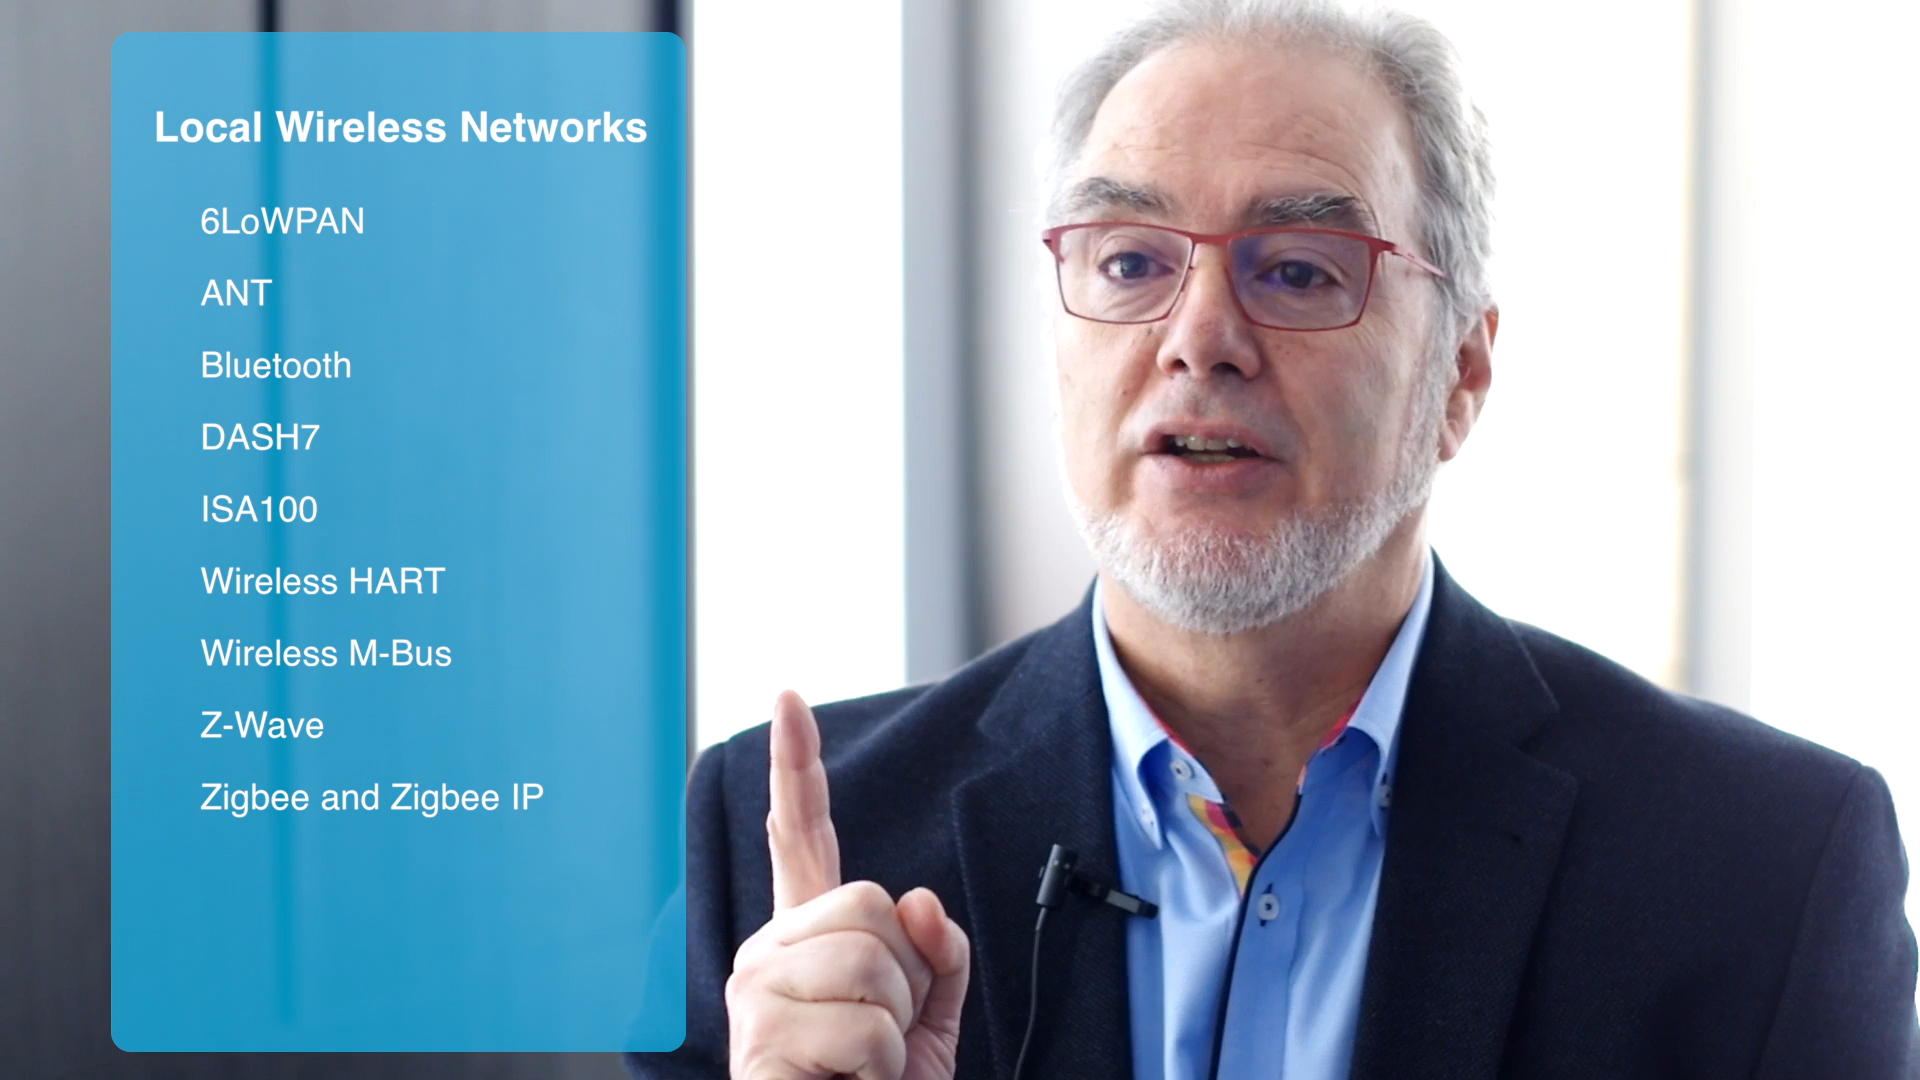 Local Wireless Networks
6LoWPAN
ANT
Bluetooth
DASH7
ISA100
Wireless HART
Wireless M-Bus
Z-Wave
Zigbee and Zigbee IP